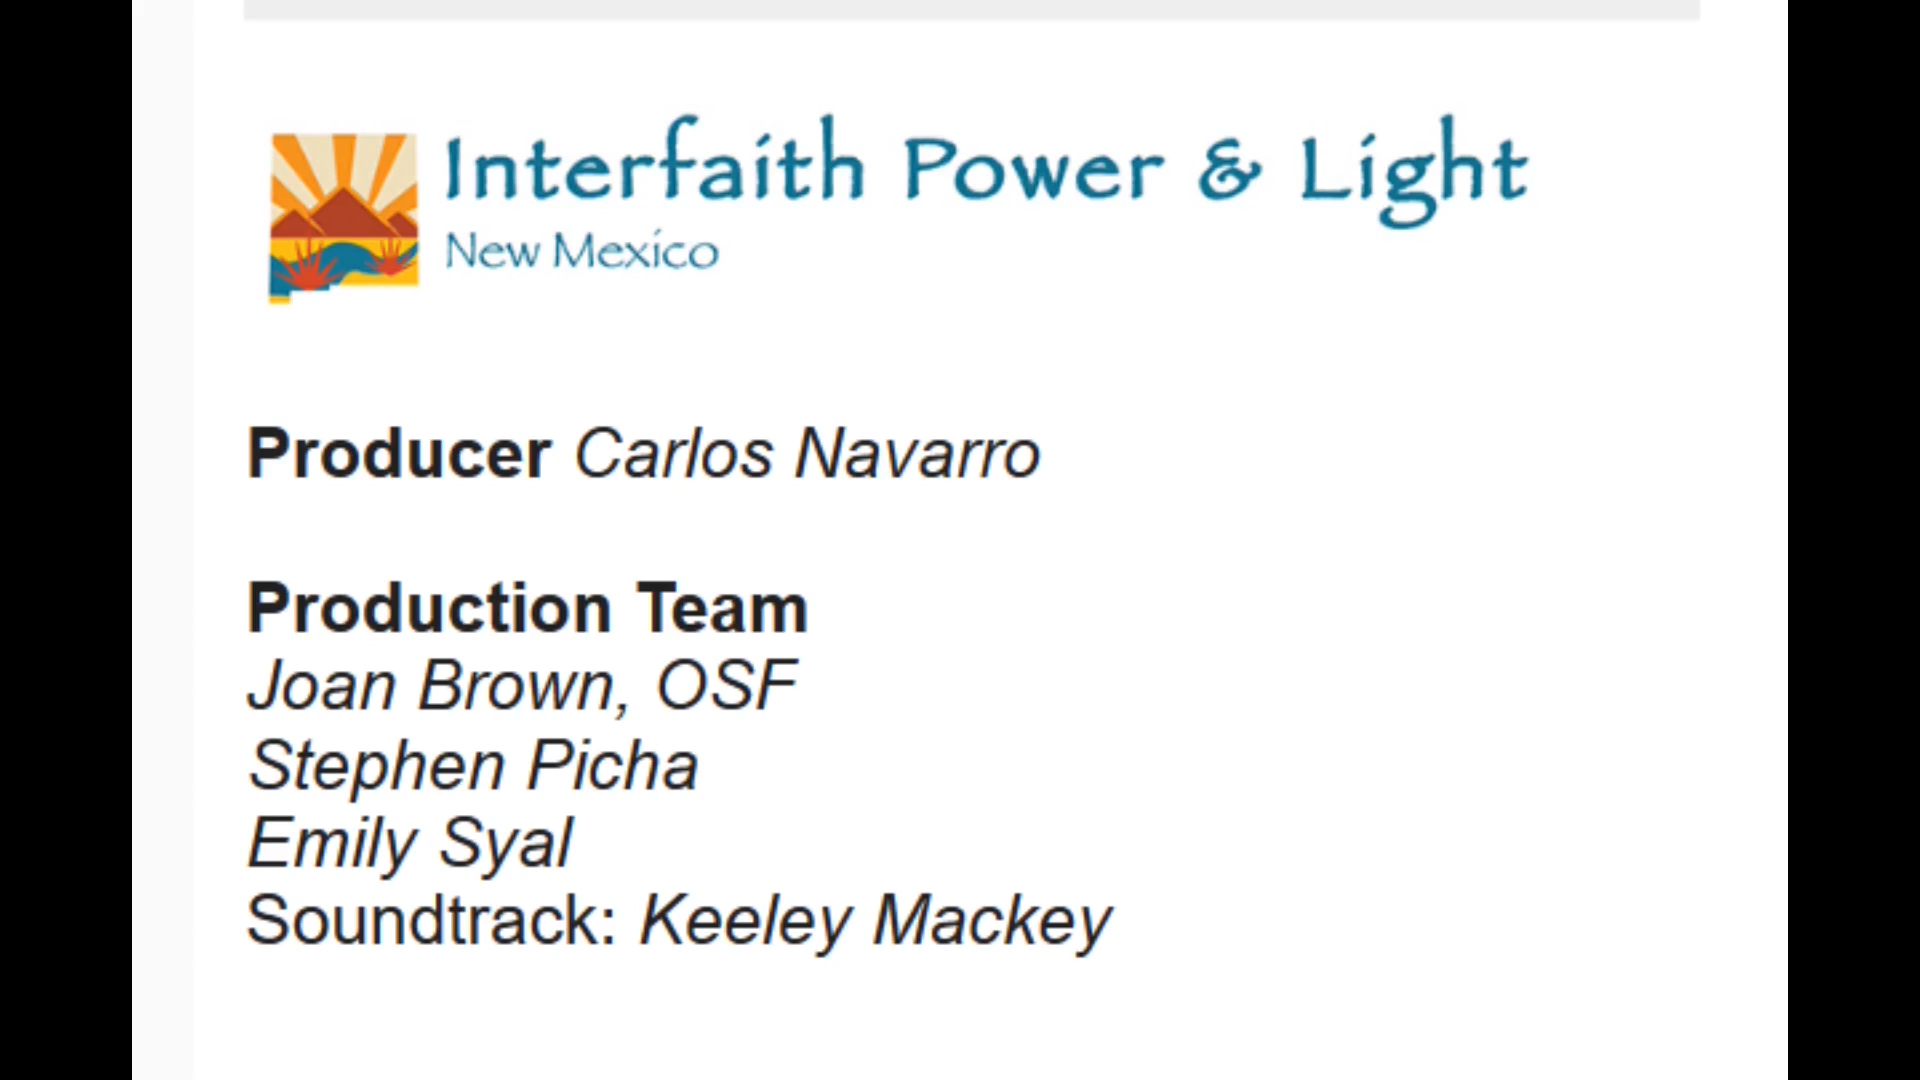 Interfaith Power & Light
New Mexico
Producer Carlos Navarro
Production Team
Joan Brown, OSF
Stephen Picha
Emily Syal
Soundtrack: Keeley Mackey